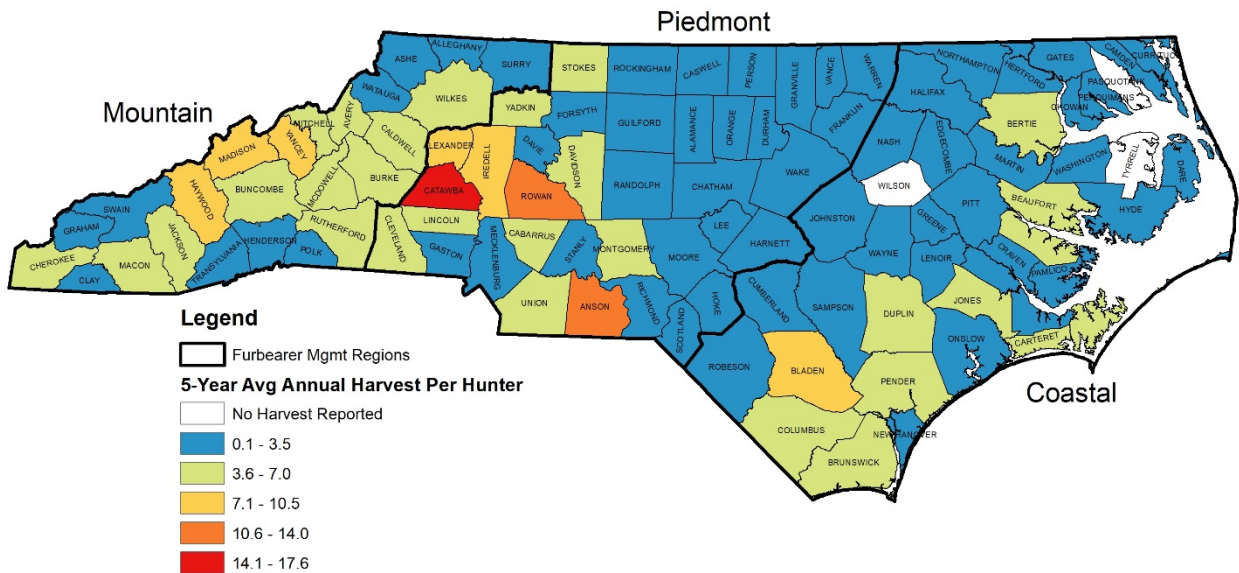 Piedmont
Mountain
Coastal
ASHE
ALLEGHANY
SURRY
STOKES
ROCKINGHAM
CASWELL
PERSON
GRANVILLE
VANCE
WARREN
NORTHAMPTON
HERTFORD
GATES
CAMDEN
CURRITUCK
PASQUOTANK
PERQUIMANS
CHOWAN
WATAUGA
WILKES
YADKIN
FORSYTH
GUILFORD
ALAMANCE
ORANGE
DURHAM
FRANKLIN
HALIFAX
BERTIE
MITCHELL
AVERY
CALDWELL
ALEXANDER
IREDELL
DAVIE
DAVIDSON
RANDOLPH
CHATHAM
WAKE
NASH
EDGECOMBE
MARTIN
WASHINGTON
TYRRELL
DARE
MADISON
YANCEY
BURKE
CATAWBA
ROWAN
WILSON
PITT
BEAUFORT
HYDE
HAYWOOD
BUNCOMBE
MCDOWELL
SWAIN
GRAHAM
JACKSON
HENDERSON
RUTHERFORD
CLEVELAND
LINCOLN
CABARRUS
STANLY
MONTGOMERY
MOORE
LEE
HARNETT
JOHNSTON
WAYNE
GREENE
LENOIR
CRAVEN
PAMLICO
CHEROKEE
CLAY
MACON
TRANSYLVANIA
POLK
GASTON
MECKLENBURG
UNION
ANSON
RICHMOND
SCOTLAND
HOKE
CUMBERLAND
SAMPSON
DUPLIN
JONES
CARTERET
ONSLOW
ROBESON
BLADEN
PENDER
COLUMBUS
NEW HANOVER
BRUNSWICK
Legend
Furbearer Mgmt Regions
5-Year Avg Annual Harvest Per Hunter
No Harvest Reported
0.1 - 3.5
3.6 - 7.0
7.1 - 10.5
10.6 - 14.0
14.1 - 17.6